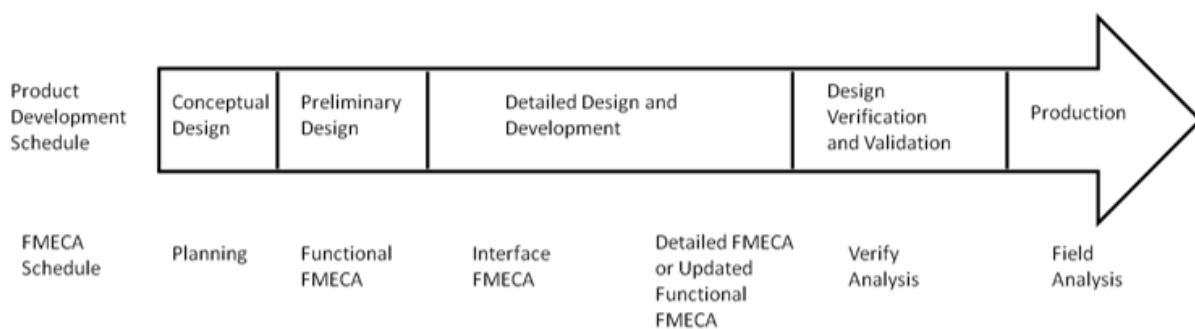 Product
Development
Schedule
Conceptual
Design
Preliminary
Design
Detailed Design and
Development
Design
Verification
and Validation
Production
FMECA
Schedule
Planning
Functional
FMECA
Interface
FMECA
Detailed FMECA
or Updated
Functional
FMECA
Verify
Analysis
Field
Analysis